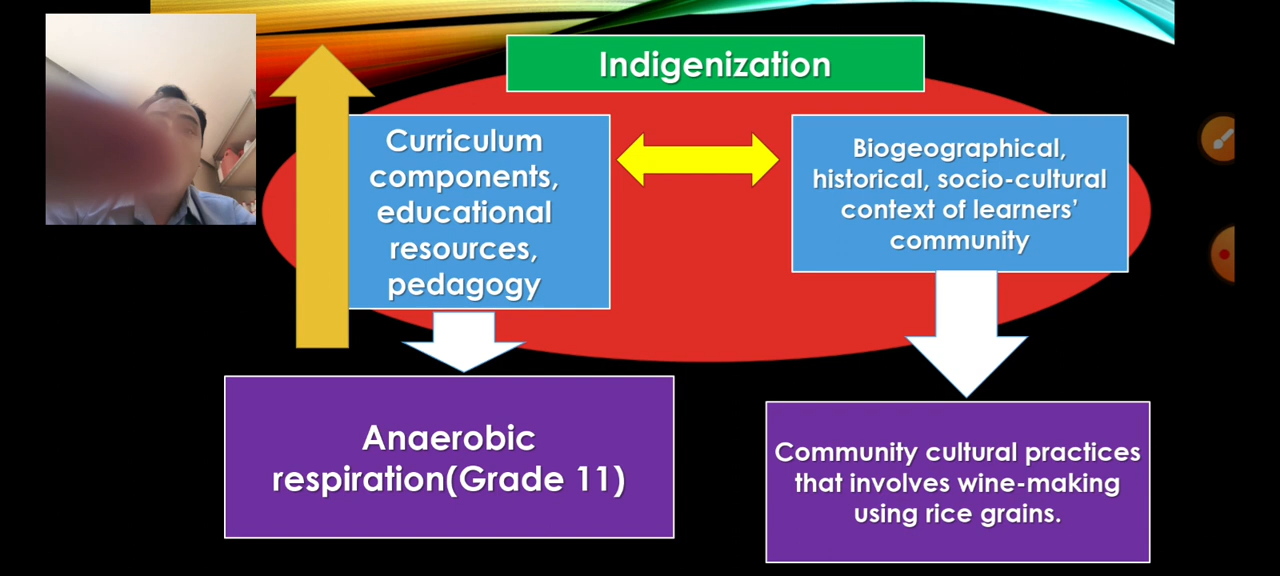 Indigenization
Curriculum
components,
educational
resources,
pedagogy
Biogeographical,
historical, socio-cultural
context of learners’
community
Anaerobic
respiration(Grade 11)
Community cultural practices
that involves wine-making
using rice grains.